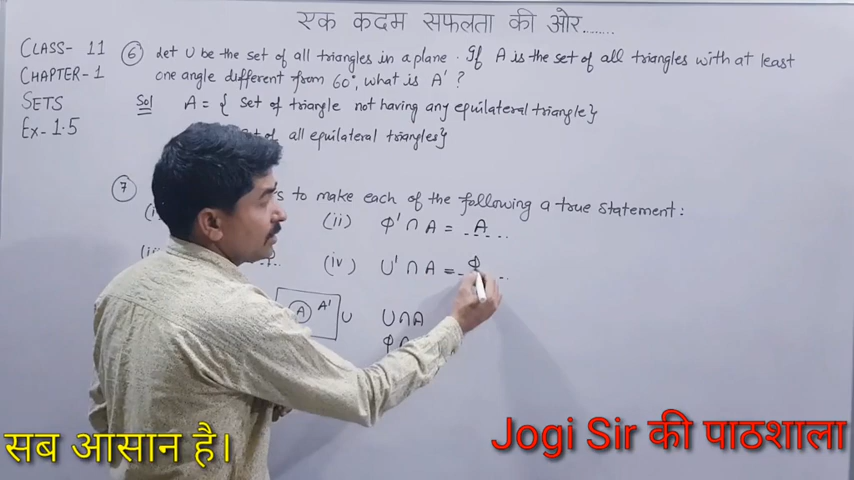 एक कदम सफलता की ओर........
CLASS- 11
CHAPTER-1
SETS
Ex- 1.5
⑥ Let U be the set of all triangles in a plane. If A is the set of all triangles with at least
one angle different from 60°, what is A' ?
Sol A = { Set of triangle not having any equilateral triangle}
of all equilateral triangles}
⑦ s to make each of the following a true statement:
(ii) Φ' ∩ A = A
(iv) U' ∩ A = Φ
A A' U
U∩A
Φ
सब आसान है।
Jogi Sir की पाठशाला